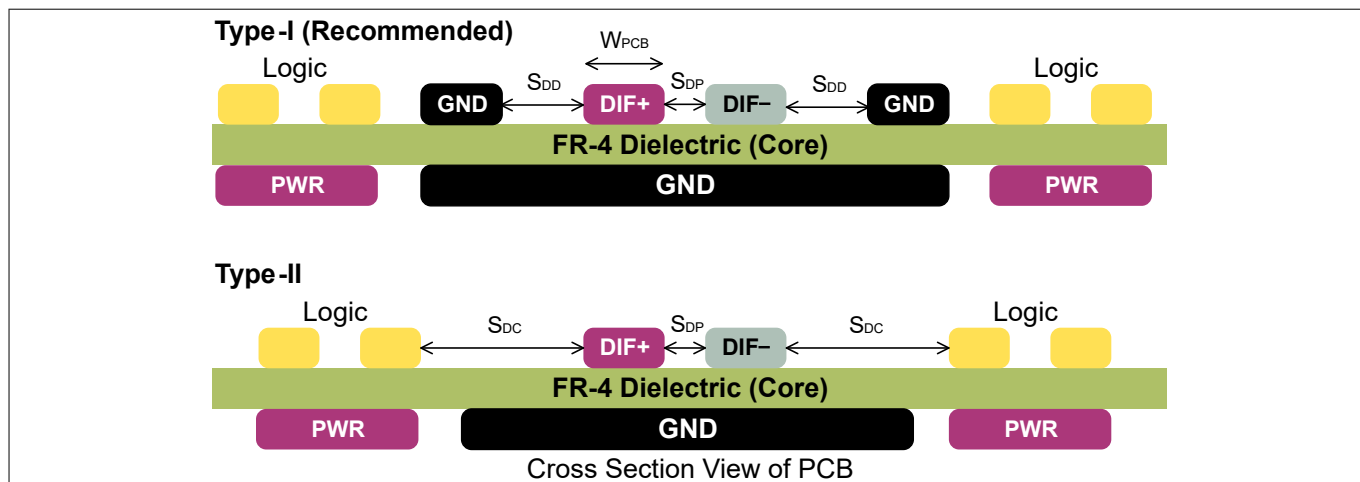 Type-I (Recommended)
WPCB
Logic
SDD
SDP
SDD
Logic
GND
DIF+
DIF−
GND
FR-4 Dielectric (Core)
PWR
GND
PWR
Type-II
Logic
SDC
SDP
SDC
Logic
DIF+
DIF−
FR-4 Dielectric (Core)
PWR
GND
PWR
Cross Section View of PCB